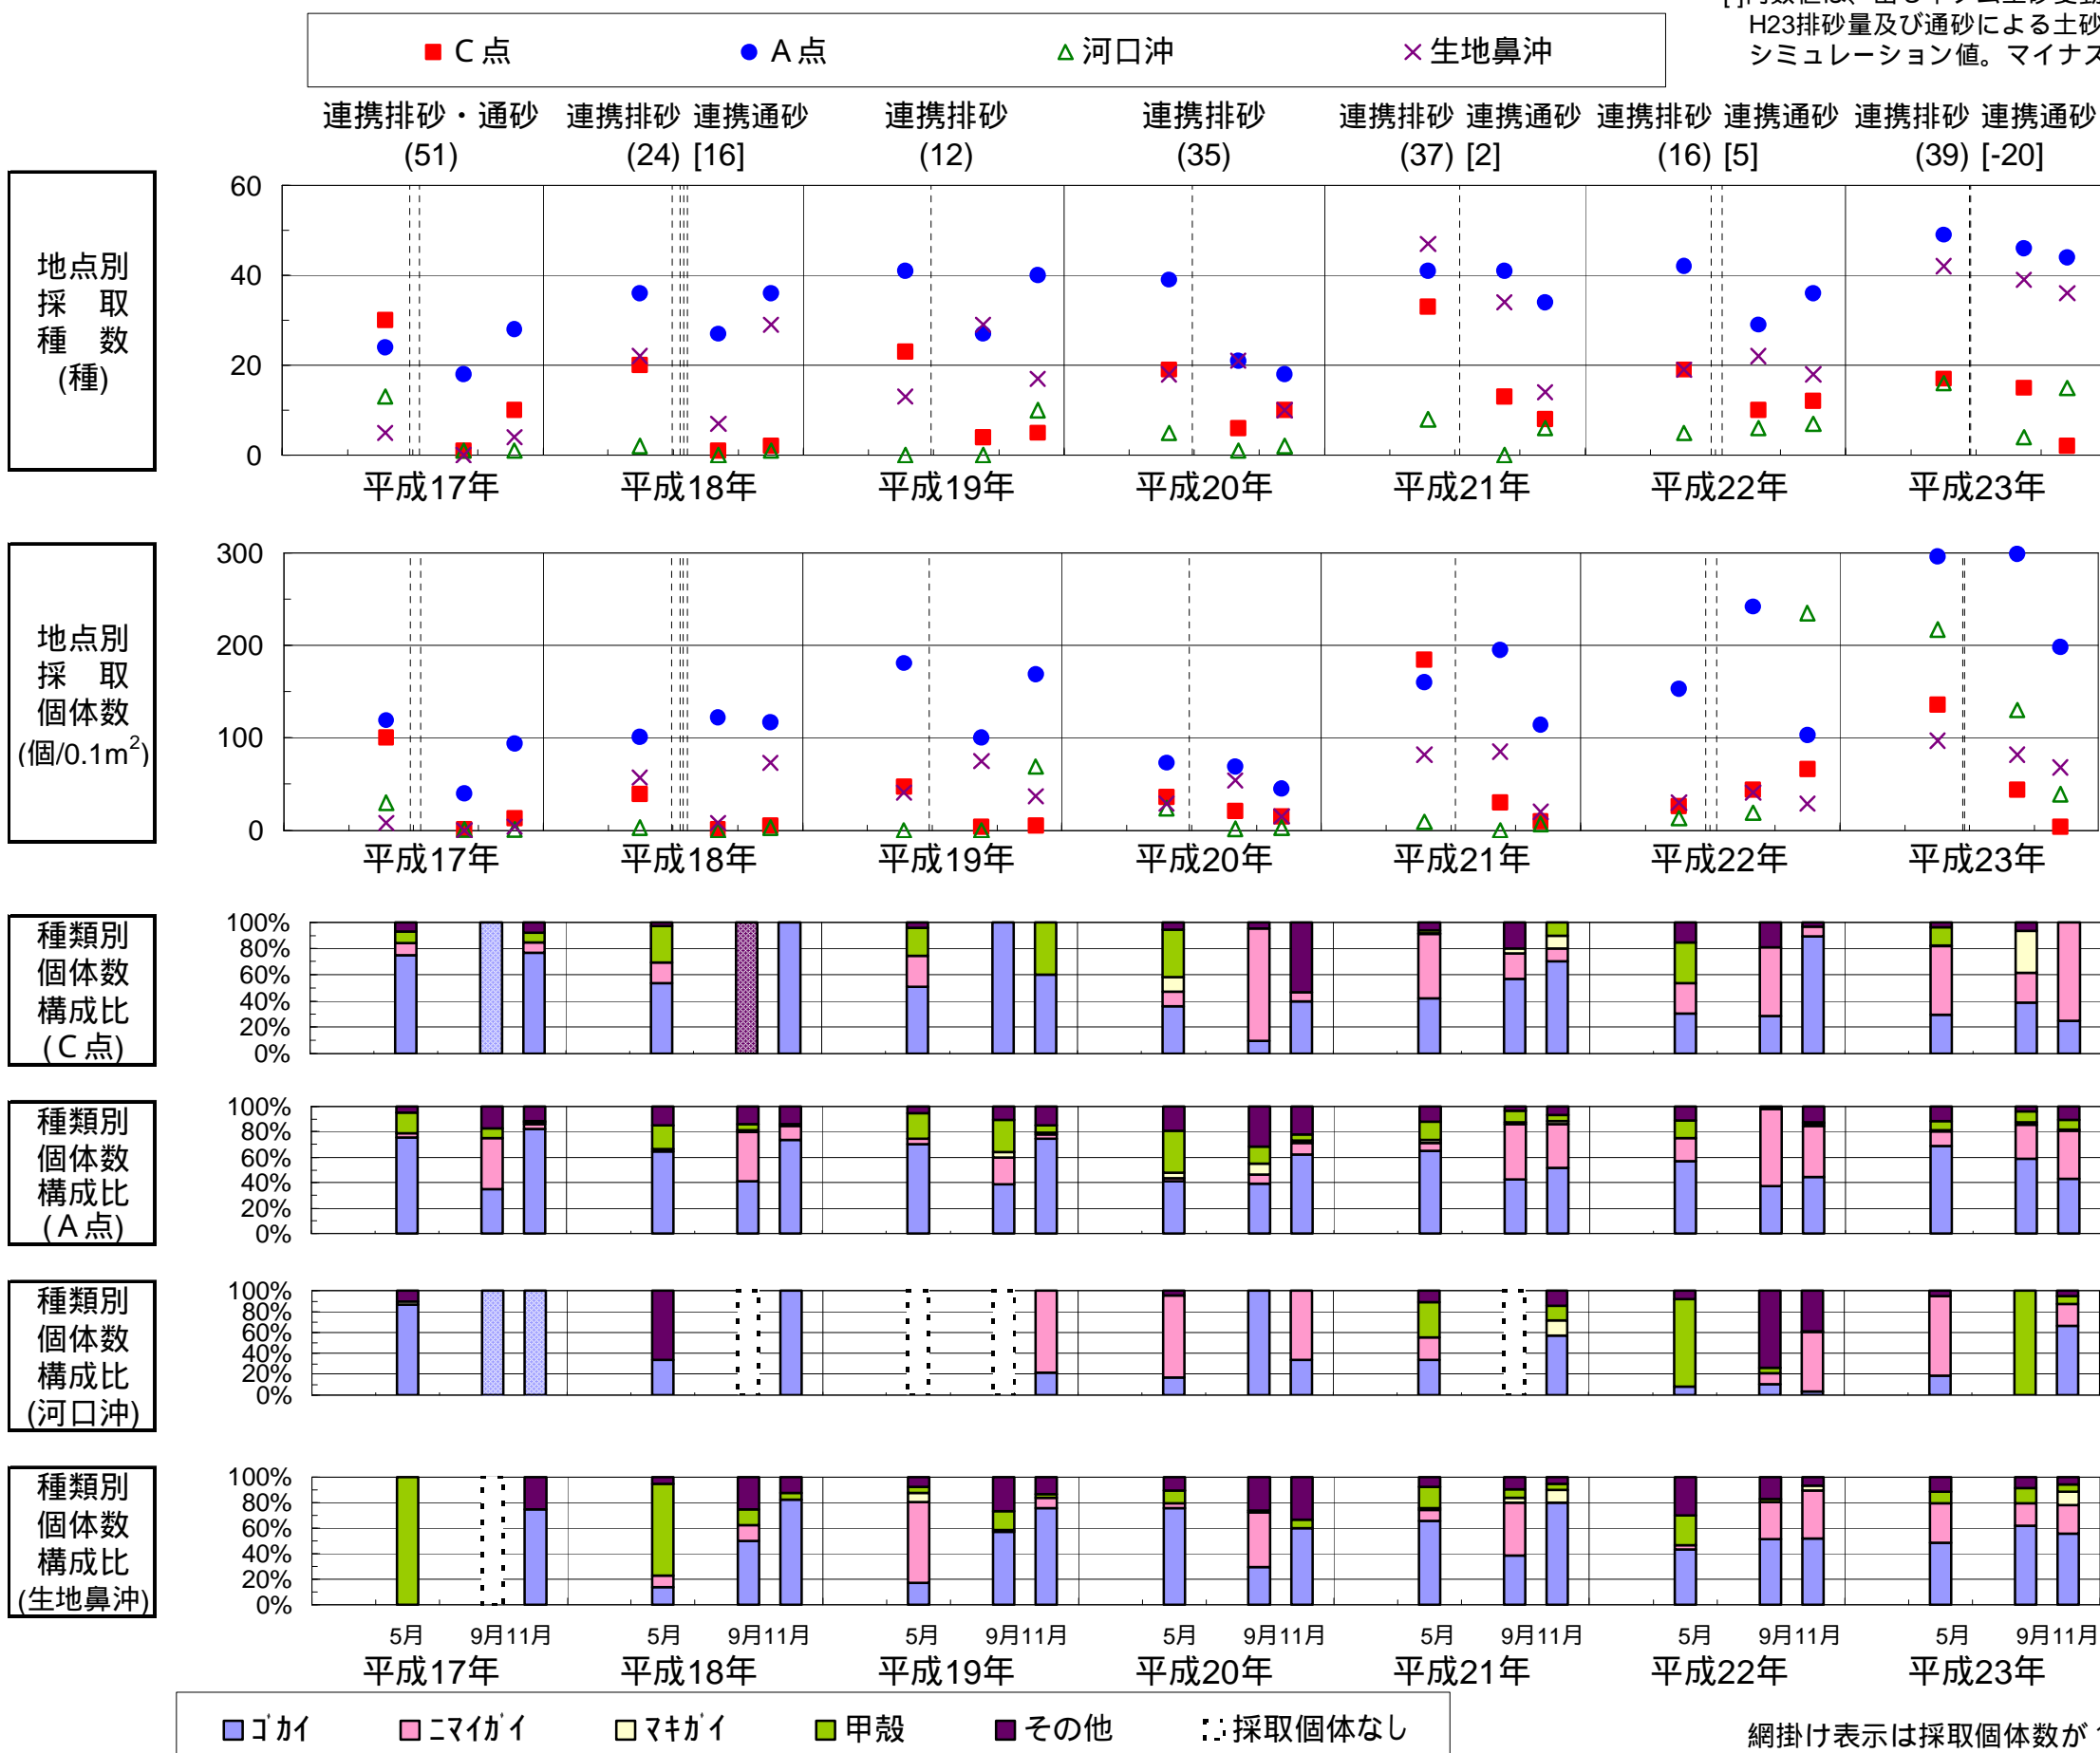 [ ]内数値は、出し平ダム土砂変動
H23排砂量及び通砂による土砂
シミュレーション値。マイナス
C点 A点 河口沖 生地鼻沖
連携排砂・通砂 連携排砂 連携通砂 連携排砂 連携排砂 連携排砂 連携通砂 連携排砂 連携通砂 連携排砂 連携通砂
(51) (24) [16] (12) (35) (37) [2] (16) [5] (39) [-20]
地点別
採 取
種 数
(種)
60
40
20
0
平成17年 平成18年 平成19年 平成20年 平成21年 平成22年 平成23年
地点別
採 取
個体数
(個/0.1m²)
300
200
100
0
平成17年 平成18年 平成19年 平成20年 平成21年 平成22年 平成23年
種類別
個体数
構成比
(C点)
100%
80%
60%
40%
20%
0%
種類別
個体数
構成比
(A点)
100%
80%
60%
40%
20%
0%
種類別
個体数
構成比
(河口沖)
100%
80%
60%
40%
20%
0%
種類別
個体数
構成比
(生地鼻沖)
100%
80%
60%
40%
20%
0%
5月 9月11月 5月 9月11月 5月 9月11月 5月 9月11月 5月 9月11月 5月 9月11月 5月 9月11月
平成17年 平成18年 平成19年 平成20年 平成21年 平成22年 平成23年
ｺﾞｶｲ ﾆﾏｲｶﾞｲ ﾏｷｶﾞｲ 甲殻 その他 採取個体なし
網掛け表示は採取個体数が